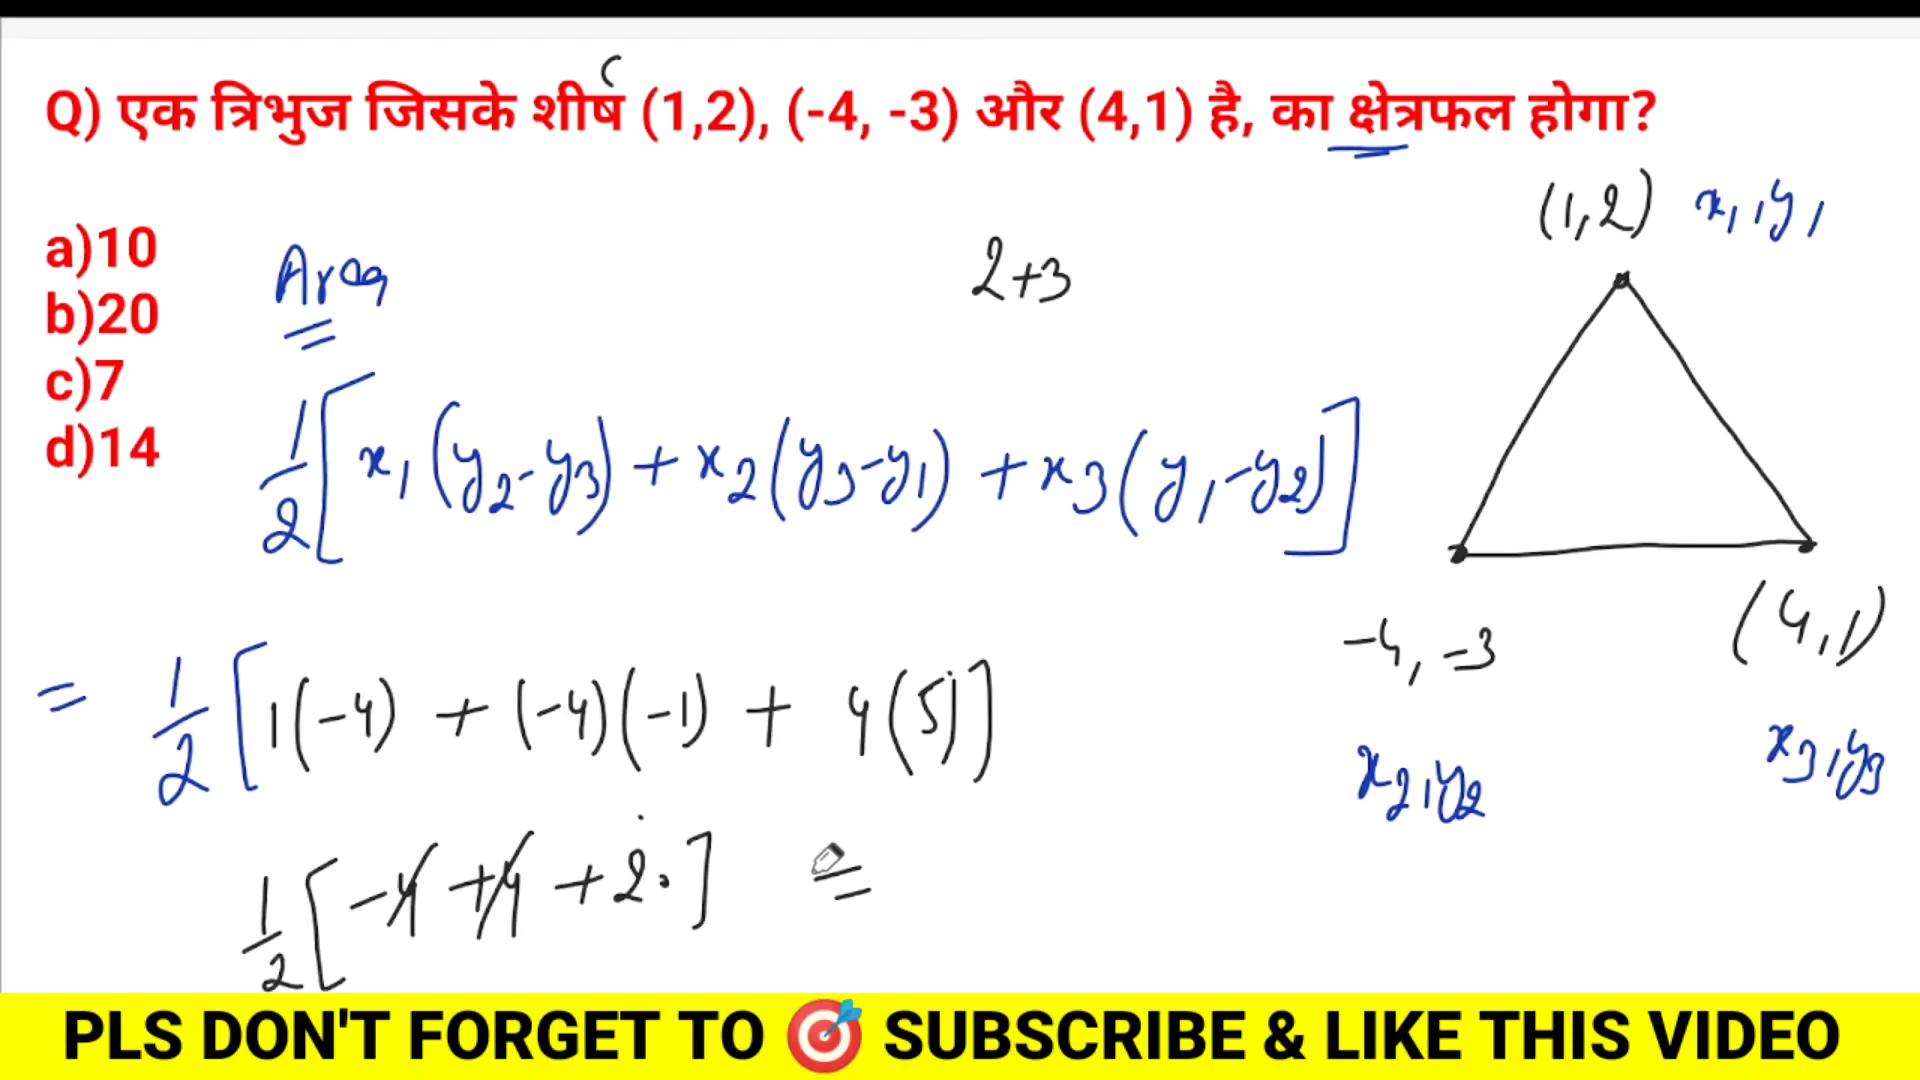 Q) एक त्रिभुज जिसके शीष (1,2), (-4, -3) और (4,1) है, का क्षेत्रफल होगा?
a)10
b)20
c)7
d)14
Area
2+3
(1,2) x₁,y₁
1/2 [x₁(y₂-y₃) + x₂(y₃-y₁) + x₃(y₁-y₂)]
-4, -3
(4,1)
x₂,y₂
x₃,y₃
= 1/2 [1(-4) + (-4)(-1) + 4(5)]
1/2 [-4 +4 + 20] =
PLS DON'T FORGET TO 🎯 SUBSCRIBE & LIKE THIS VIDEO